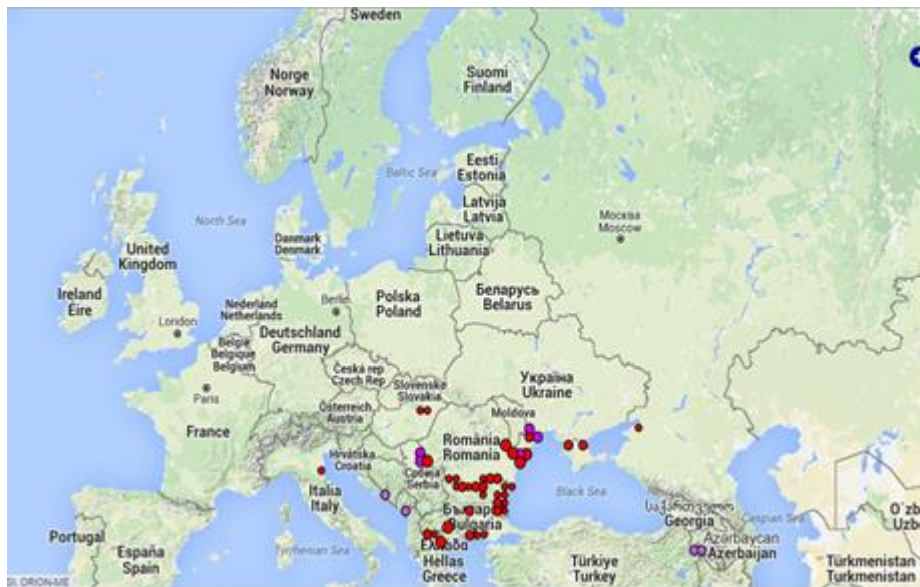 Sweden
Norge
Norway
Suomi
Finland
Baltic Sea
Eesti
Estonia
Latvija
Latvia
Lietuva
Lithuania
Москва
Moscow
North Sea
Danmark
Denmark
United
Kingdom
Ireland
Éire
London
Nederland
Netherlands
Berlin
Polska
Poland
Беларусь
Belarus
België
Belgique
Belgium
Deutschland
Germany
Česká rep
Czech Rep
Slovensko
Slovakia
Україна
Ukraine
Paris
Österreich
Austria
Moldova
France
România
Romania
Hrvatska
Croatia
Србија
Serbia
Italia
Italy
Black Sea
Bulgaria
საქართველო
Georgia
Caspian Sea
Azərbaycan
Azerbaijan
Portugal
España
Spain
Tyrrhenian Sea
Ελλάδα
Hellas
Greece
Türkiye
Turkey
Türkmenistan
Turkmenistan